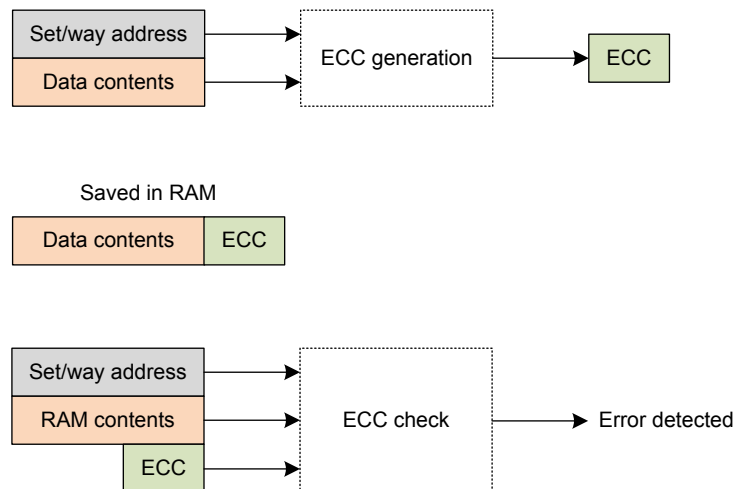 Set/way address
Data contents
ECC generation
ECC
Saved in RAM
Data contents
ECC
Set/way address
RAM contents
ECC
ECC check
Error detected